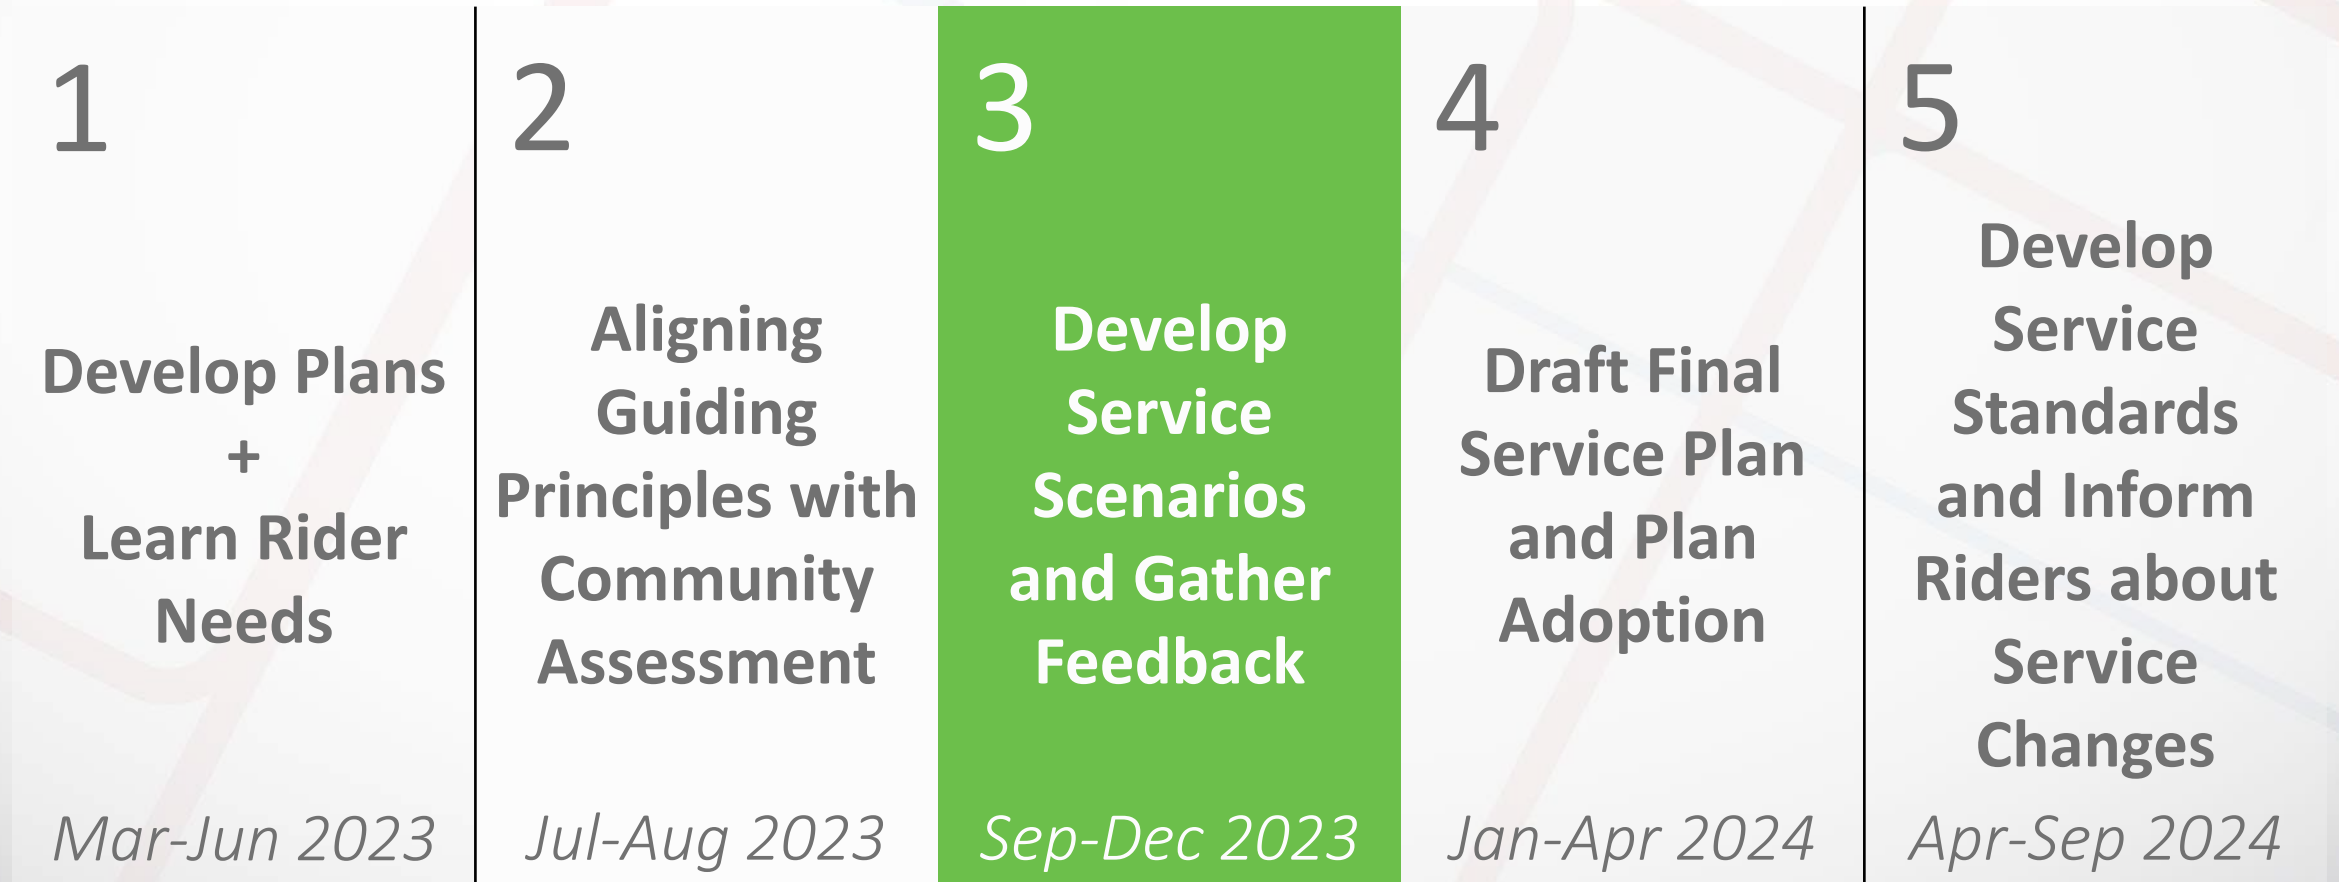 1
Develop Plans
+
Learn Rider
Needs
Mar-Jun 2023
2
Aligning
Guiding
Principles with
Community
Assessment
Jul-Aug 2023
3
Develop
Service
Scenarios
and Gather
Feedback
Sep-Dec 2023
4
Draft Final
Service Plan
and Plan
Adoption
Jan-Apr 2024
5
Develop
Service
Standards
and Inform
Riders about
Service
Changes
Apr-Sep 2024